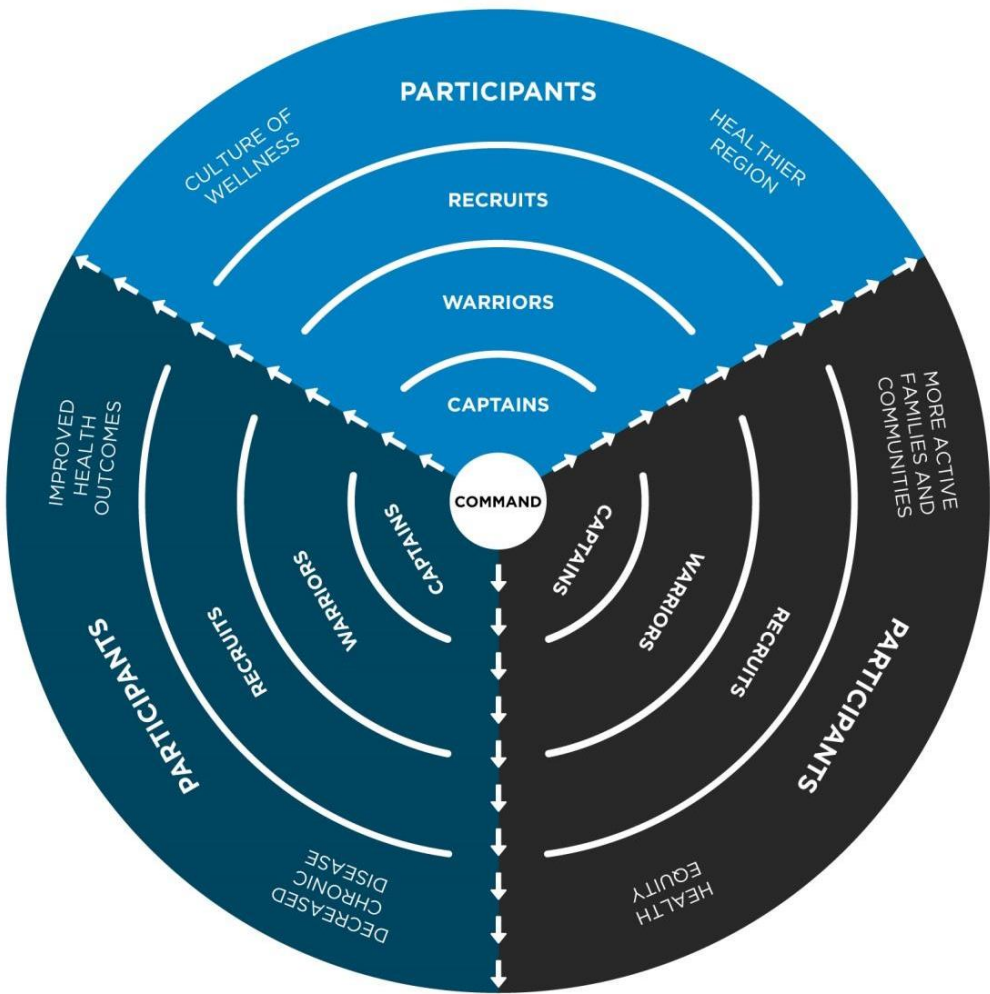 PARTICIPANTS
CULTURE OF
WELLNESS
HEALTHIER
REGION
RECRUITS
WARRIORS
CAPTAINS
COMMAND
IMPROVED
HEALTH
OUTCOMES
CAPTAINS
WARRIORS
RECRUITS
PARTICIPANTS
DECREASED
CHRONIC
DISEASE
MORE ACTIVE
FAMILIES AND
COMMUNITIES
CAPTAINS
WARRIORS
RECRUITS
PARTICIPANTS
HEALTH
EQUITY